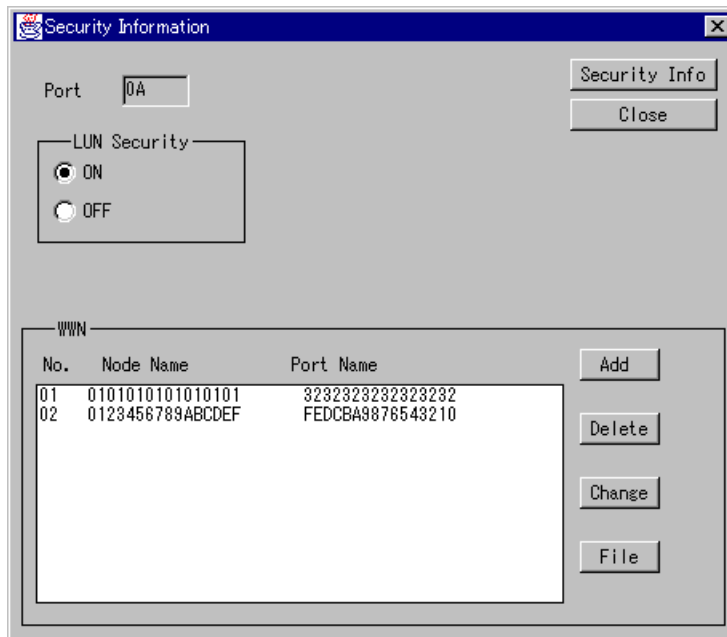 Security Information
Port 0A
Security Info
Close
LUN Security
ON
OFF
WWN
No. Node Name Port Name
01 0101010101010101 3232323232323232
02 0123456789ABCDEF FEDCBA9876543210
Add
Delete
Change
File